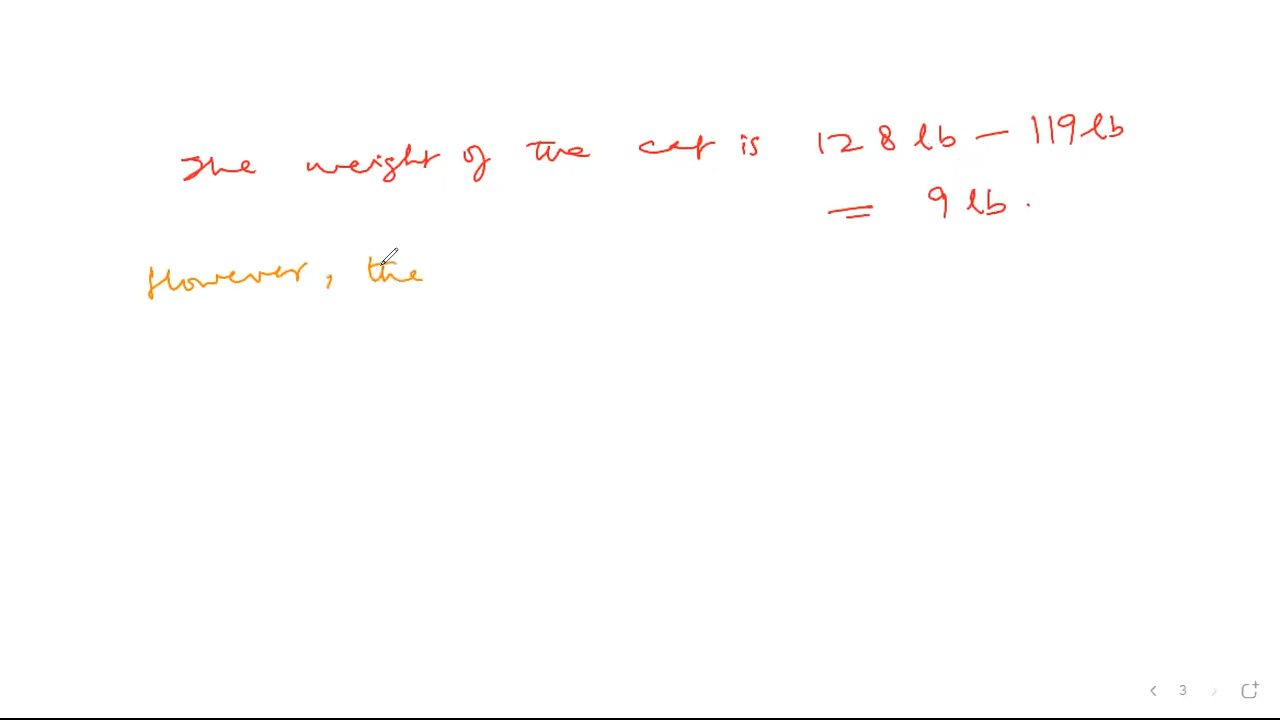 The weight of the cat is 128 lb - 119 lb
= 9 lb.
However, the
3